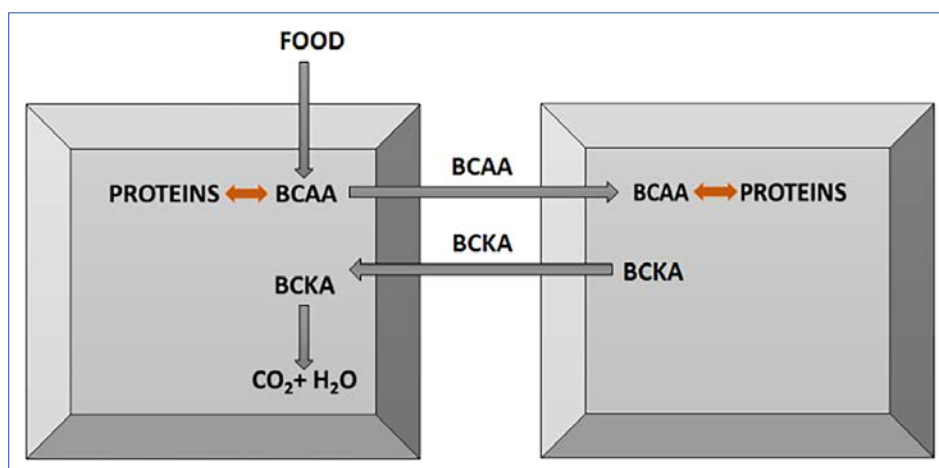 FOOD
BCAA
PROTEINS BCAA
BCAA PROTEINS
BCKA
BCKA
BCKA
CO₂+ H₂O